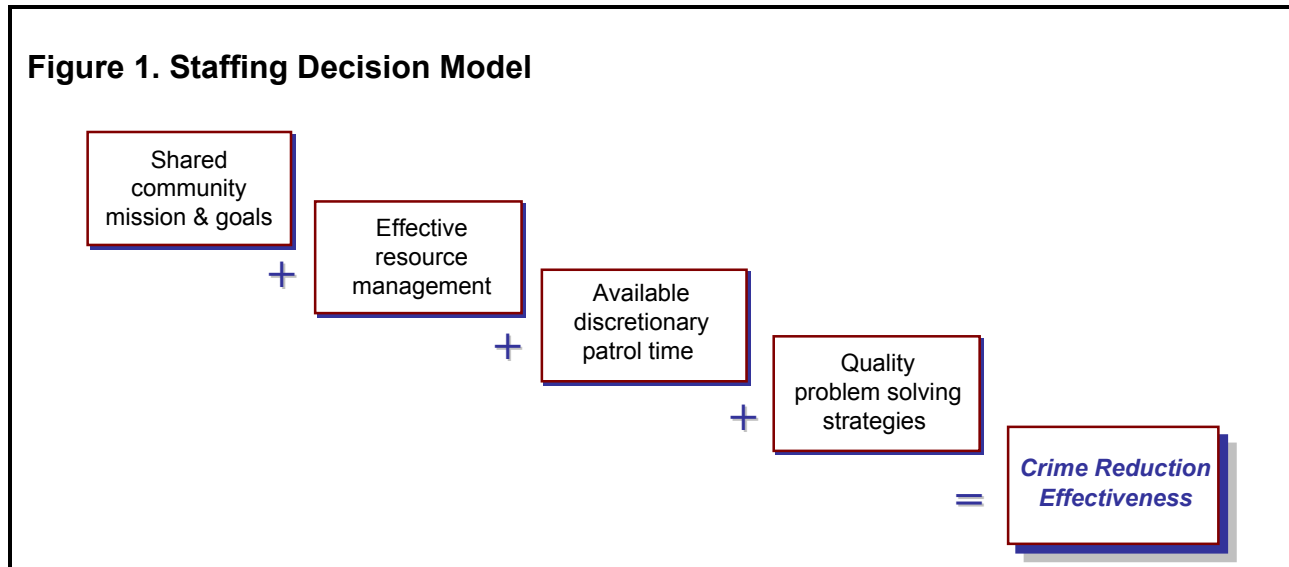 Figure 1. Staffing Decision Model
Shared
community
mission & goals
+
Effective
resource
management
+
Available
discretionary
patrol time
+
Quality
problem solving
strategies
=
Crime Reduction
Effectiveness